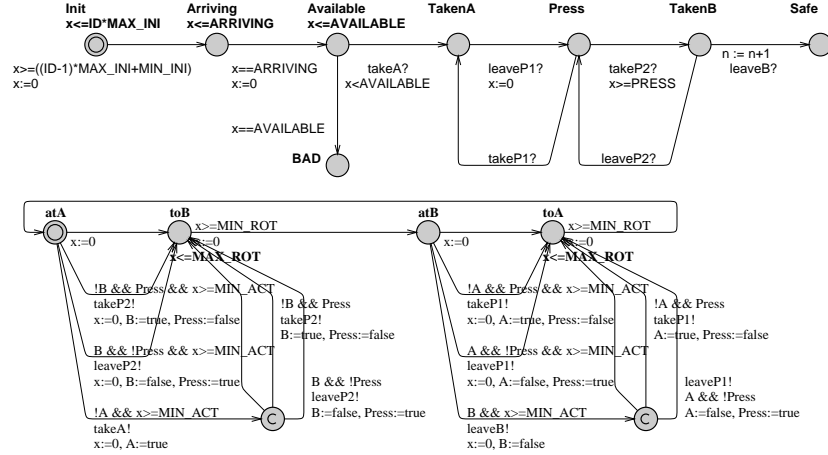 Init
x<=ID*MAX_INI
Arriving
x<=ARRIVING
Available
x<=AVAILABLE
TakenA
Press
TakenB
Safe
x>=((ID-1)*MAX_INI+MIN_INI)
x:=0
x==ARRIVING
x:=0
takeA?
x<AVAILABLE
leaveP1?
x:=0
takeP2?
x>=PRESS
n := n+1
leaveB?
x==AVAILABLE
BAD
takeP1?
leaveP2?
atA
toB
atB
toA
x:=0
x>=MIN_ROT
x:=0
x<=MAX_ROT
x:=0
x>=MIN_ROT
x:=0
x<=MAX_ROT
!B && Press && x>=MIN_ACT
takeP2!
x:=0, B:=true, Press:=false
!B && Press
takeP2!
B:=true, Press:=false
B && !Press && x>=MIN_ACT
leaveP2!
x:=0, B:=false, Press:=true
B && !Press
leaveP2!
B:=false, Press:=true
!A && x>=MIN_ACT
takeA!
x:=0, A:=true
C
!A && Press && x>=MIN_ACT
takeP1!
x:=0, A:=true, Press:=false
!A && Press
takeP1!
A:=true, Press:=false
A && !Press && x>=MIN_ACT
leaveP1!
x:=0, A:=false, Press:=true
leaveP1!
A && !Press
A:=false, Press:=true
B && x>=MIN_ACT
leaveB!
x:=0, B:=false
C